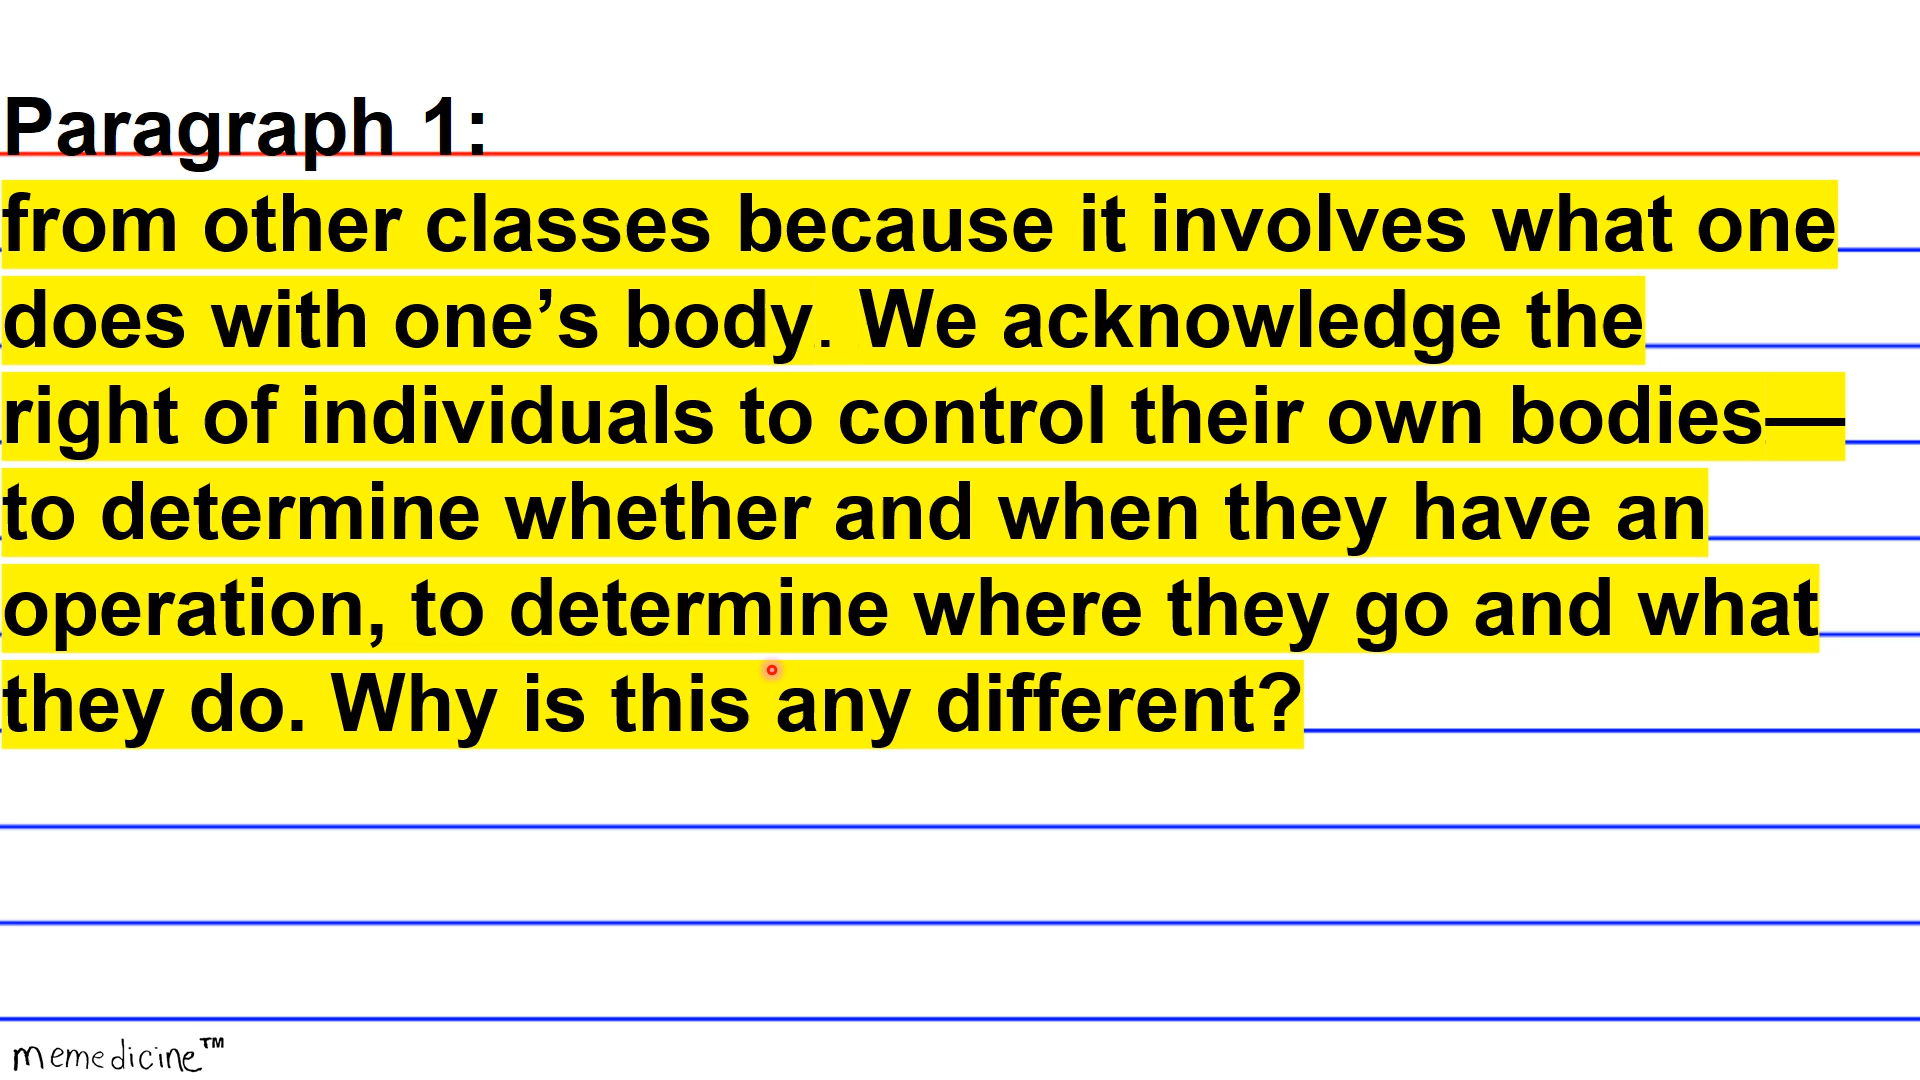 Paragraph 1:
from other classes because it involves what one
does with one’s body. We acknowledge the
right of individuals to control their own bodies—
to determine whether and when they have an
operation, to determine where they go and what
they do. Why is this any different?
memedicine™